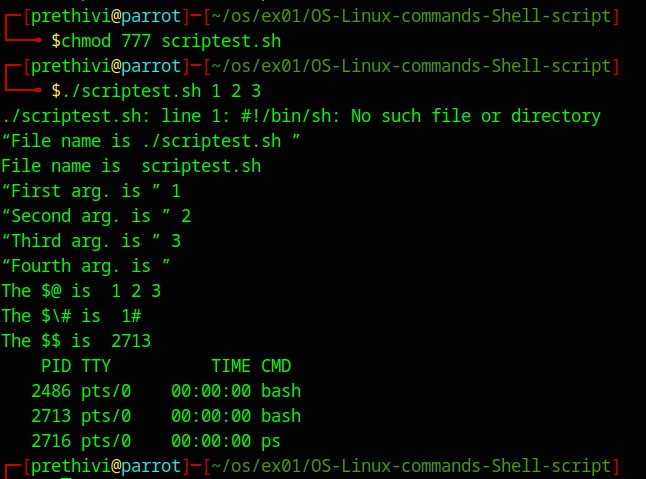 ┌─[prethivi@parrot]─[~/os/ex01/OS-Linux-commands-Shell-script]
└──╼ $chmod 777 scriptest.sh
┌─[prethivi@parrot]─[~/os/ex01/OS-Linux-commands-Shell-script]
└──╼ $./scriptest.sh 1 2 3
./scriptest.sh: line 1: #!/bin/sh: No such file or directory
“File name is ./scriptest.sh ”
File name is  scriptest.sh
“First arg. is ” 1
“Second arg. is ” 2
“Third arg. is ” 3
“Fourth arg. is ”
The $@ is  1 2 3
The $\# is  1#
The $$ is  2713
    PID TTY          TIME CMD
   2486 pts/0    00:00:00 bash
   2713 pts/0    00:00:00 bash
   2716 pts/0    00:00:00 ps
┌─[prethivi@parrot]─[~/os/ex01/OS-Linux-commands-Shell-script]